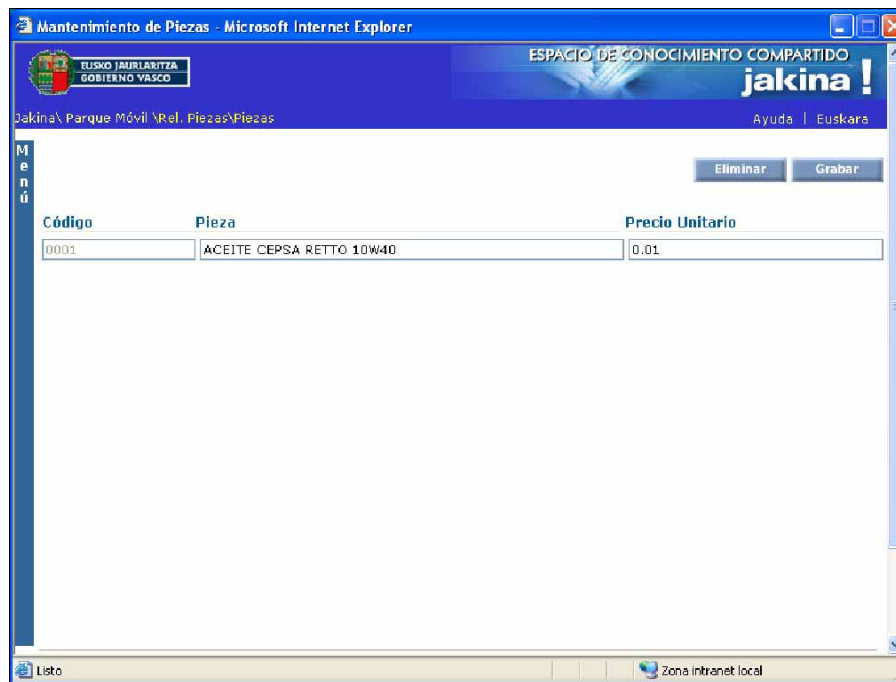 Mantenimiento de Piezas - Microsoft Internet Explorer
EUSKO JAURLARITZA
GOBIERNO VASCO
ESPACIO DE CONOCIMIENTO COMPARTIDO
jakina !
Jakina\ Parque Móvil \Rel. Piezas\Piezas
Ayuda | Euskara
Menú
Eliminar Grabar
Código Pieza Precio Unitario
0001 ACEITE CEPSA RETTO 10W40 0.01
Listo Zona intranet local